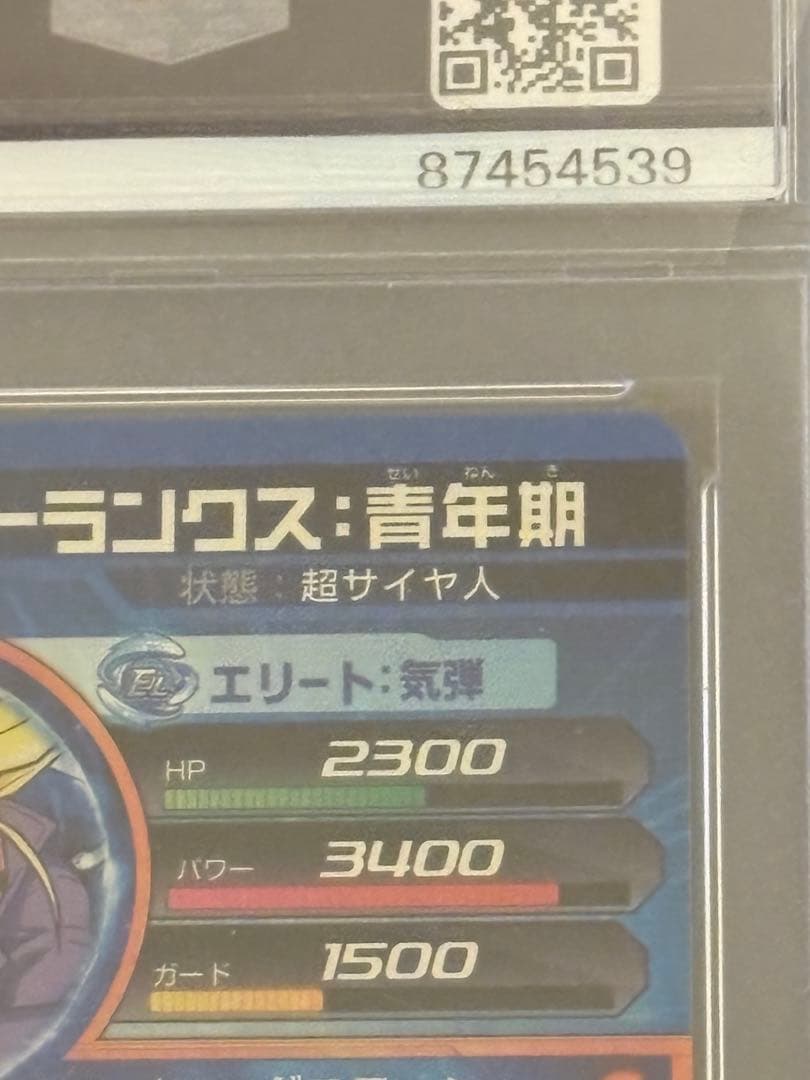 87454539
せい ねん き
ーランクス:青年期
状態:超サイヤ人
EL エリート:気弾
HP 2300
パワー 3400
ガード 1500